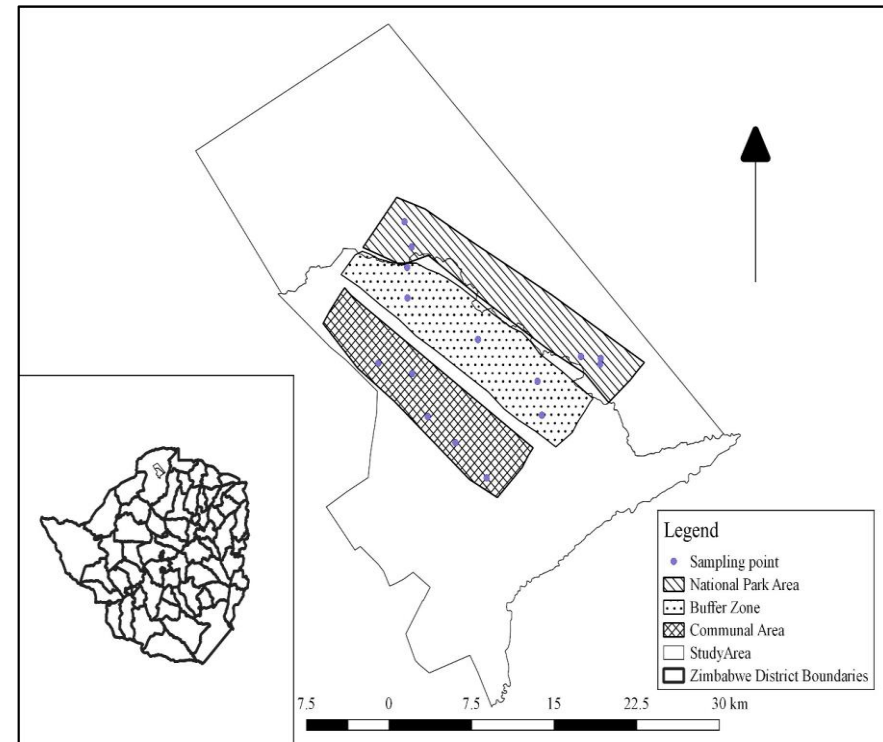 Legend
Sampling point
National Park Area
Buffer Zone
Communal Area
StudyArea
Zimbabwe District Boundaries
7.5 0 7.5 15 22.5 30 km